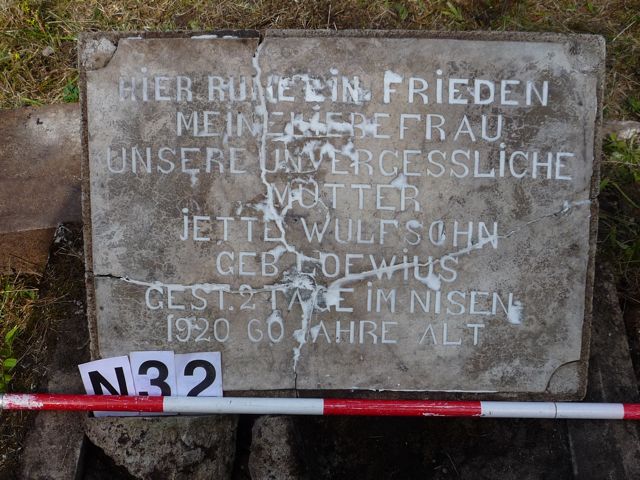 HIER RUHET IN FRIEDEN
MEINE LIEBE FRAU
UNSERE UNVERGESSLICHE
MUTTER
JETTE WULFSOHN
GEB. LOEWIUS
GEST. 2 TAGE IM NISEN
1920 60 JAHRE ALT
N32